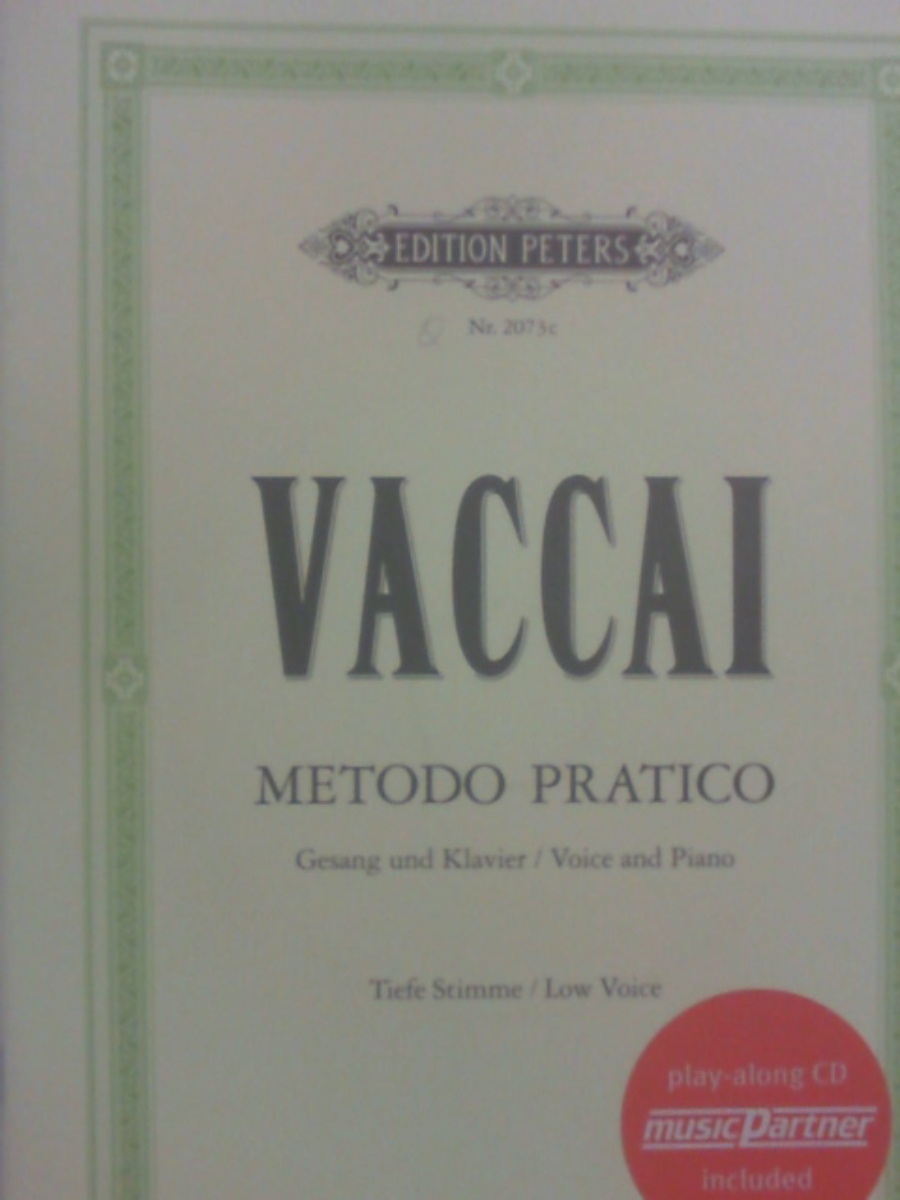 EDITION PETERS
Nr. 2073c
VACCAI
METODO PRATICO
Gesang und Klavier / Voice and Piano
Tiefe Stimme / Low Voice
play-along CD
musicpartner
included